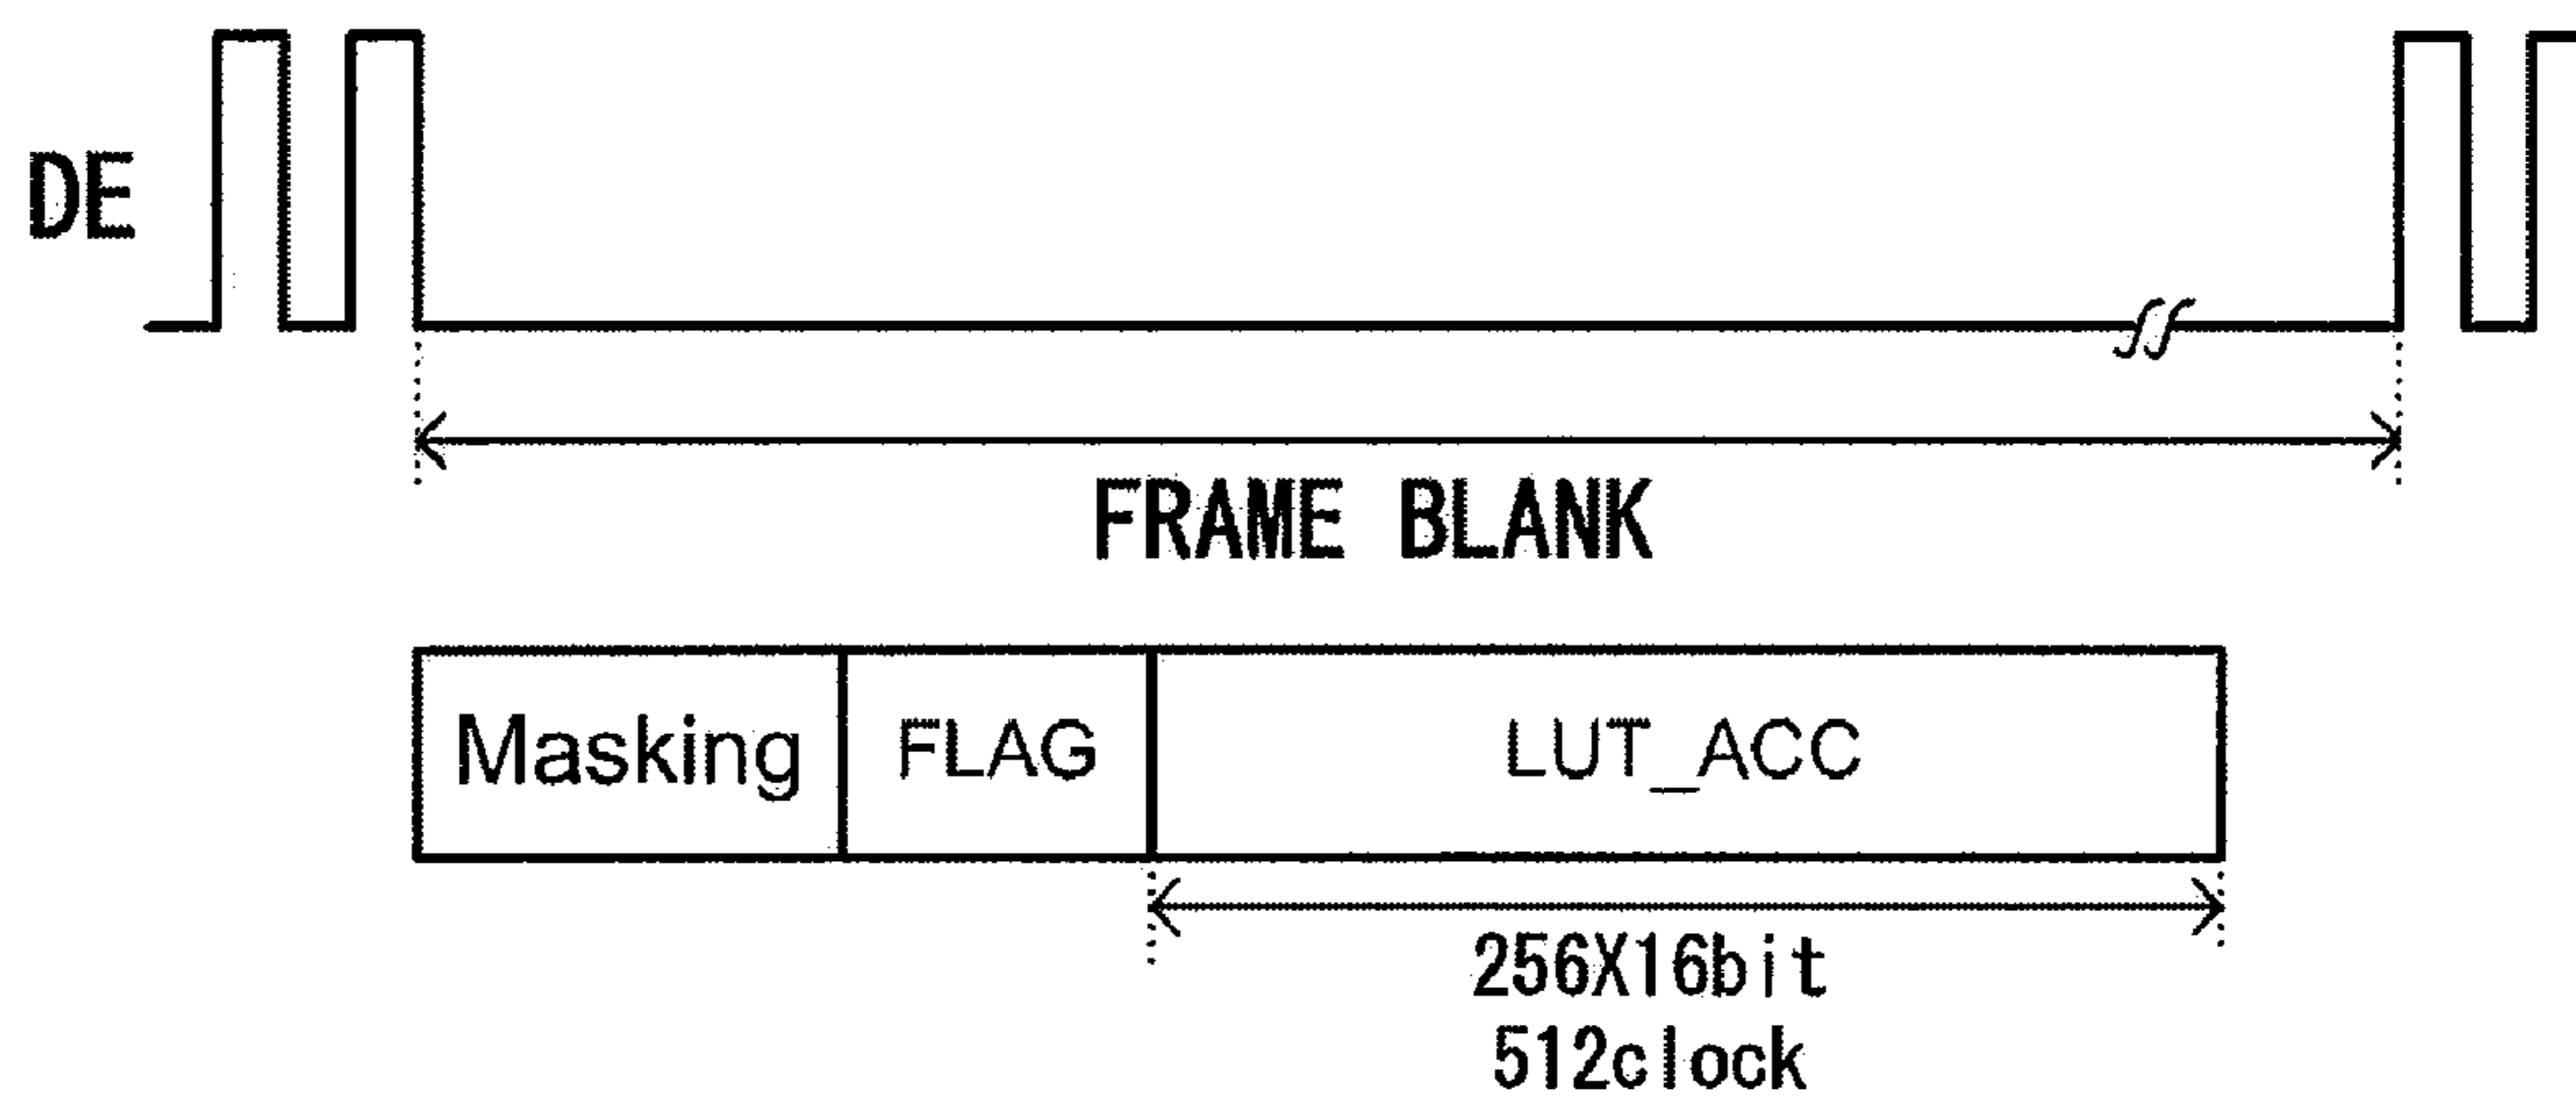 DE
FRAME BLANK
Masking FLAG LUT_ACC
256X16bit
512clock